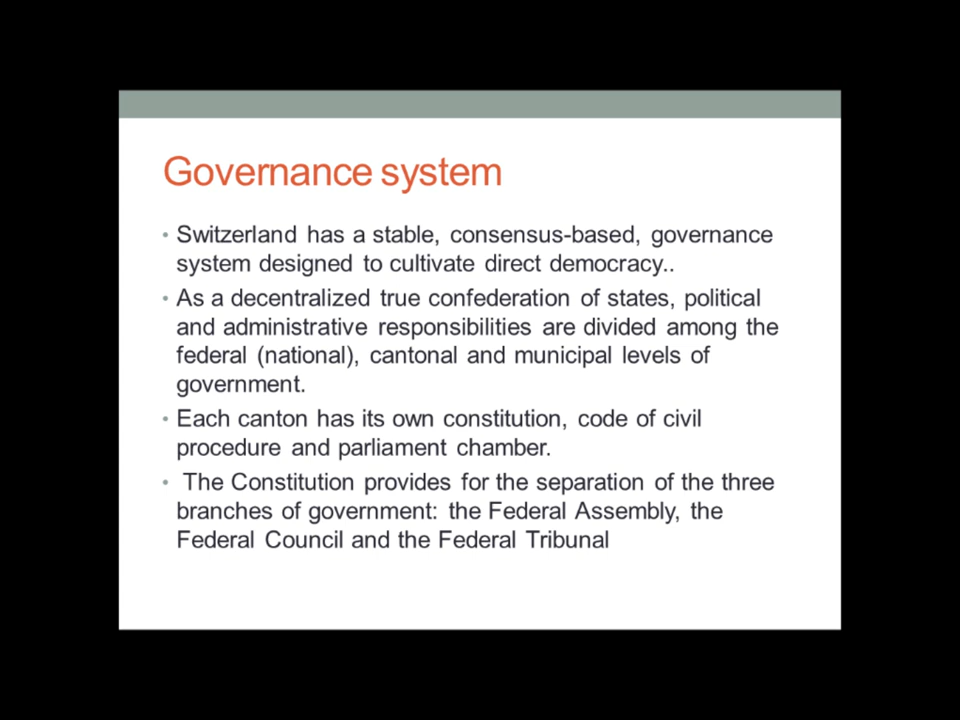 Governance system
• Switzerland has a stable, consensus-based, governance
system designed to cultivate direct democracy..
• As a decentralized true confederation of states, political
and administrative responsibilities are divided among the
federal (national), cantonal and municipal levels of
government.
• Each canton has its own constitution, code of civil
procedure and parliament chamber.
• The Constitution provides for the separation of the three
branches of government: the Federal Assembly, the
Federal Council and the Federal Tribunal